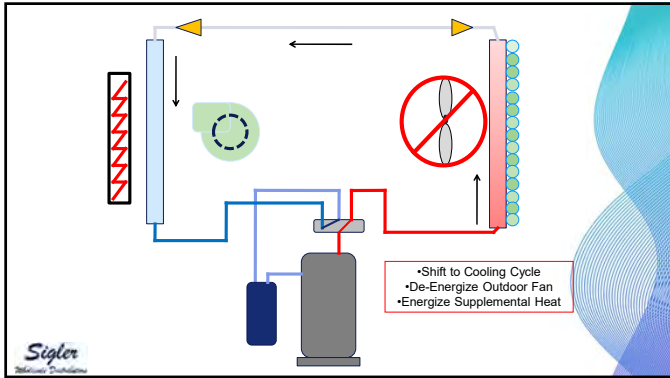 •Shift to Cooling Cycle
•De-Energize Outdoor Fan
•Energize Supplemental Heat
Sigler
Wholesale Distributors